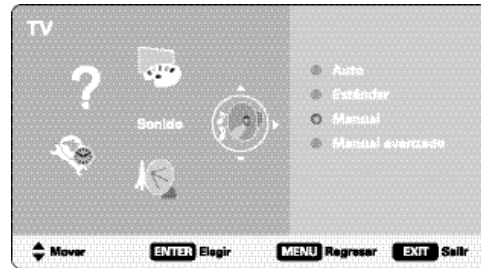 TV
Sonido
Auto
Estándar
Manual
Manual avanzado
Mover ENTER Elegir MENU Regresar EXIT Salir